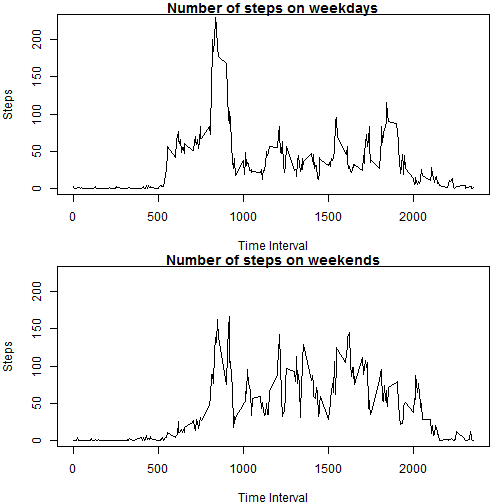 Number of steps on weekdays
Steps
0 50 100 150 200
0 500 1000 1500 2000
Time Interval
Number of steps on weekends
Steps
0 50 100 150 200
0 500 1000 1500 2000
Time Interval